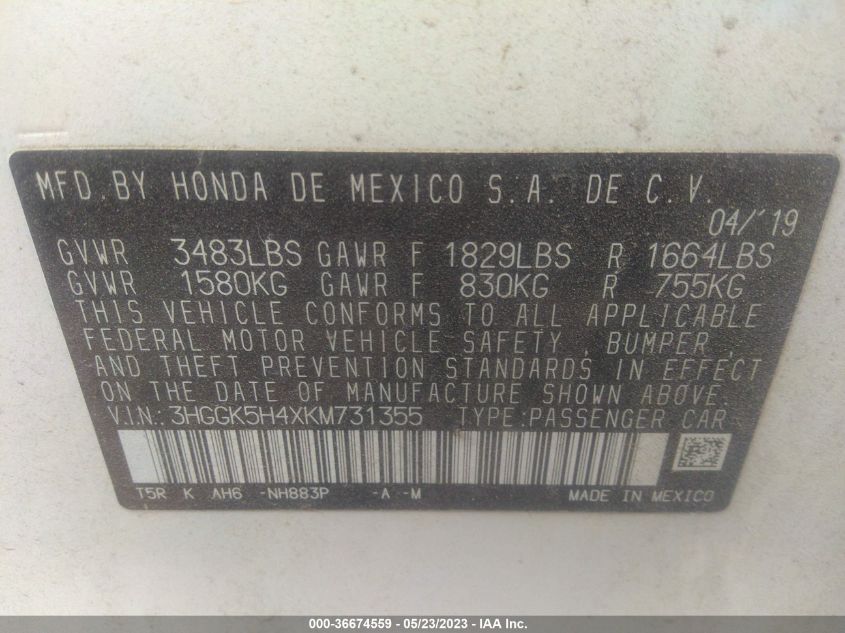 MFD. BY HONDA DE MEXICO S.A. DE C.V.
04/'19
GVWR 3483LBS GAWR F 1829LBS R 1664LBS
GVWR 1580KG GAWR F 830KG R 755KG
THIS VEHICLE CONFORMS TO ALL APPLICABLE
FEDERAL MOTOR VEHICLE SAFETY , BUMPER ,
AND THEFT PREVENTION STANDARDS IN EFFECT
ON THE DATE OF MANUFACTURE SHOWN ABOVE.
VIN.: 3HGGK5H4XKM731355 TYPE:PASSENGER CAR
T5R K AH6 -NH883P -A -M MADE IN MEXICO
000-36674559 - 05/23/2023 - IAA Inc.